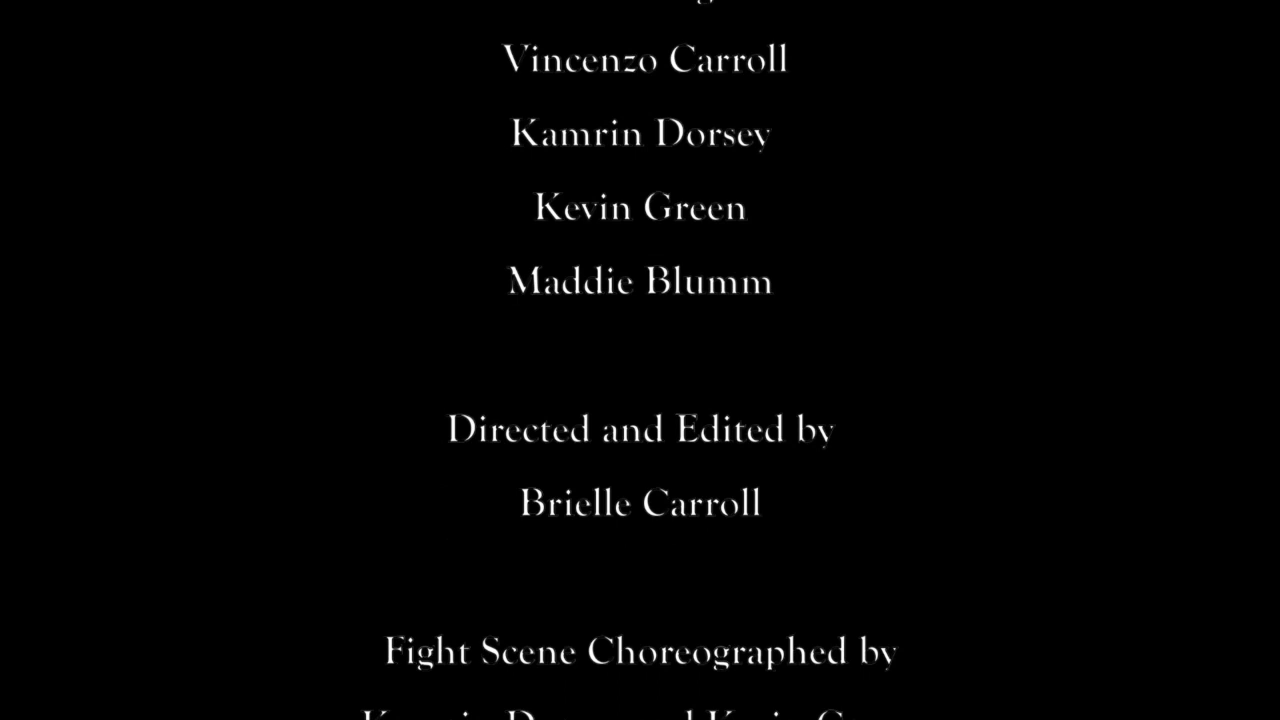 Vincenzo Carroll
Kamrin Dorsey
Kevin Green
Maddie Blumm
Directed and Edited by
Brielle Carroll
Fight Scene Choreographed by